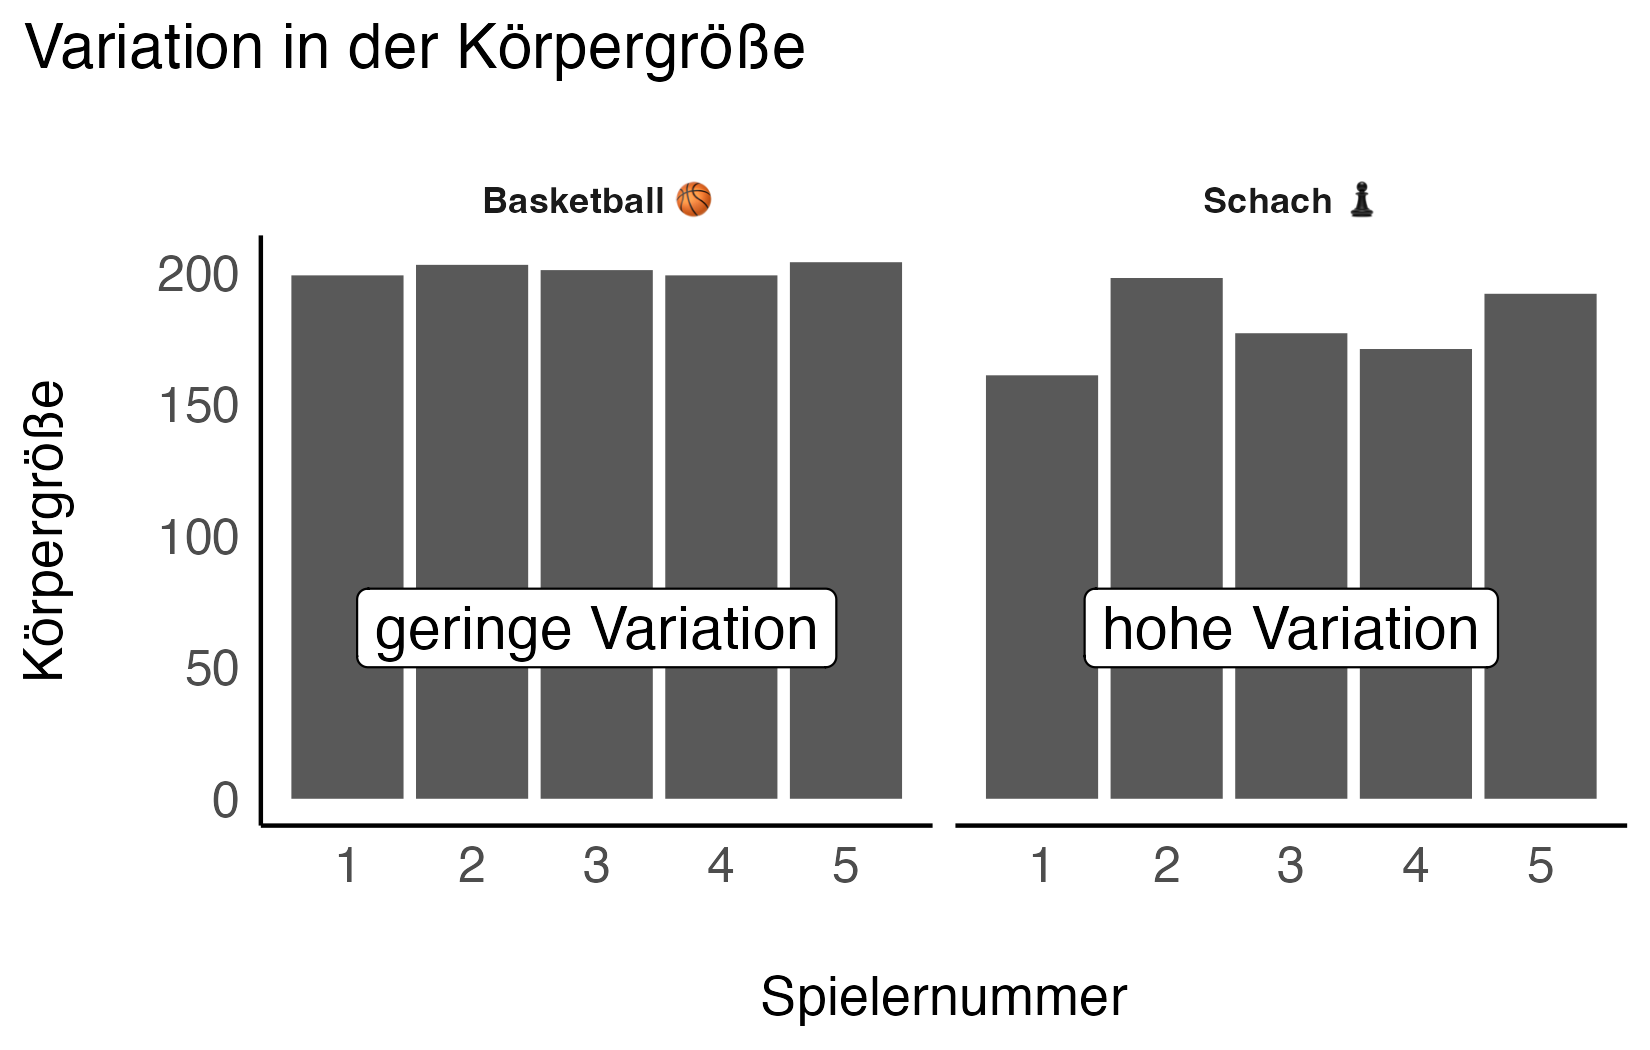 Variation in der Körpergröße
Basketball 🏀
Schach ♟
Körpergröße
200
150
100
50
0
geringe Variation
hohe Variation
1 2 3 4 5
1 2 3 4 5
Spielernummer